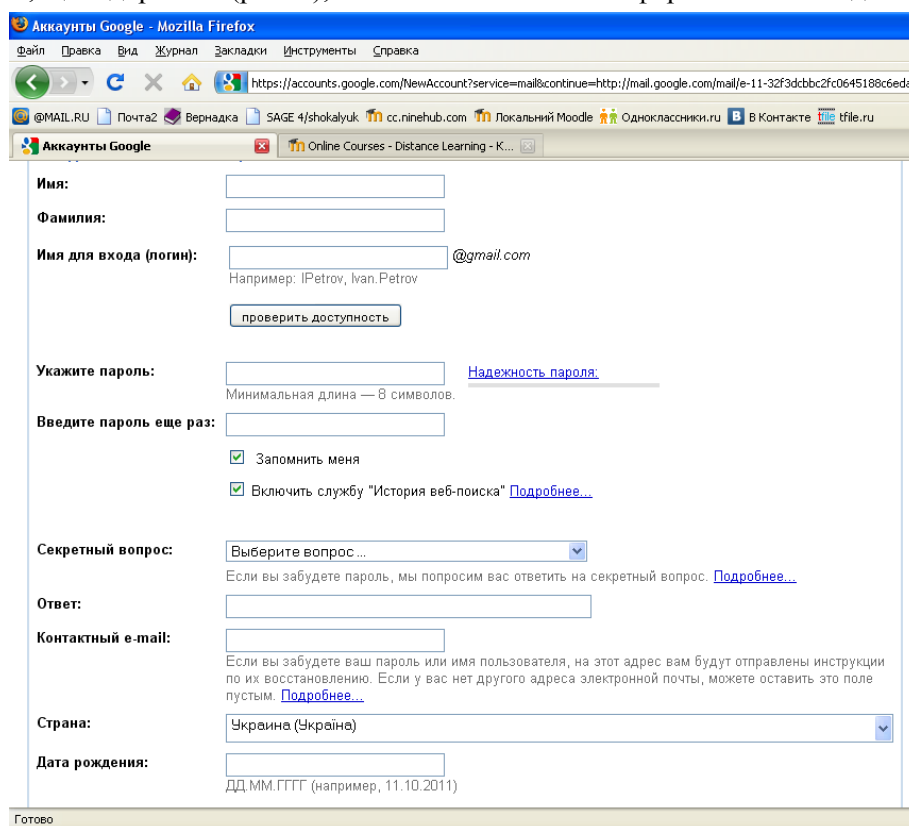 Аккаунты Google - Mozilla Firefox
Файл Правка Вид Журнал Закладки Инструменты Справка
https://accounts.google.com/NewAccount?service=mail&continue=http://mail.google.com/mail/e-11-32f3dcbbc2fc0645188c6eda
@MAIL.RU Почта2 Вернадка SAGE 4/shokalyuk cc.ninehub.com Локальний Moodle Одноклассники.ru В Контакте tfile.ru
Аккаунты Google Online Courses - Distance Learning - K...
Имя:
Фамилия:
Имя для входа (логин): @gmail.com
Например: IPetrov, Ivan.Petrov
проверить доступность
Укажите пароль: Надежность пароля:
Минимальная длина — 8 символов.
Введите пароль еще раз:
Запомнить меня
Включить службу "История веб-поиска" Подробнее...
Секретный вопрос: Выберите вопрос ...
Если вы забудете пароль, мы попросим вас ответить на секретный вопрос. Подробнее...
Ответ:
Контактный e-mail:
Если вы забудете ваш пароль или имя пользователя, на этот адрес вам будут отправлены инструкции
по их восстановлению. Если у вас нет другого адреса электронной почты, можете оставить это поле
пустым. Подробнее...
Страна: Украина (Україна)
Дата рождения:
ДД.ММ.ГГГГ (например, 11.10.2011)
Готово